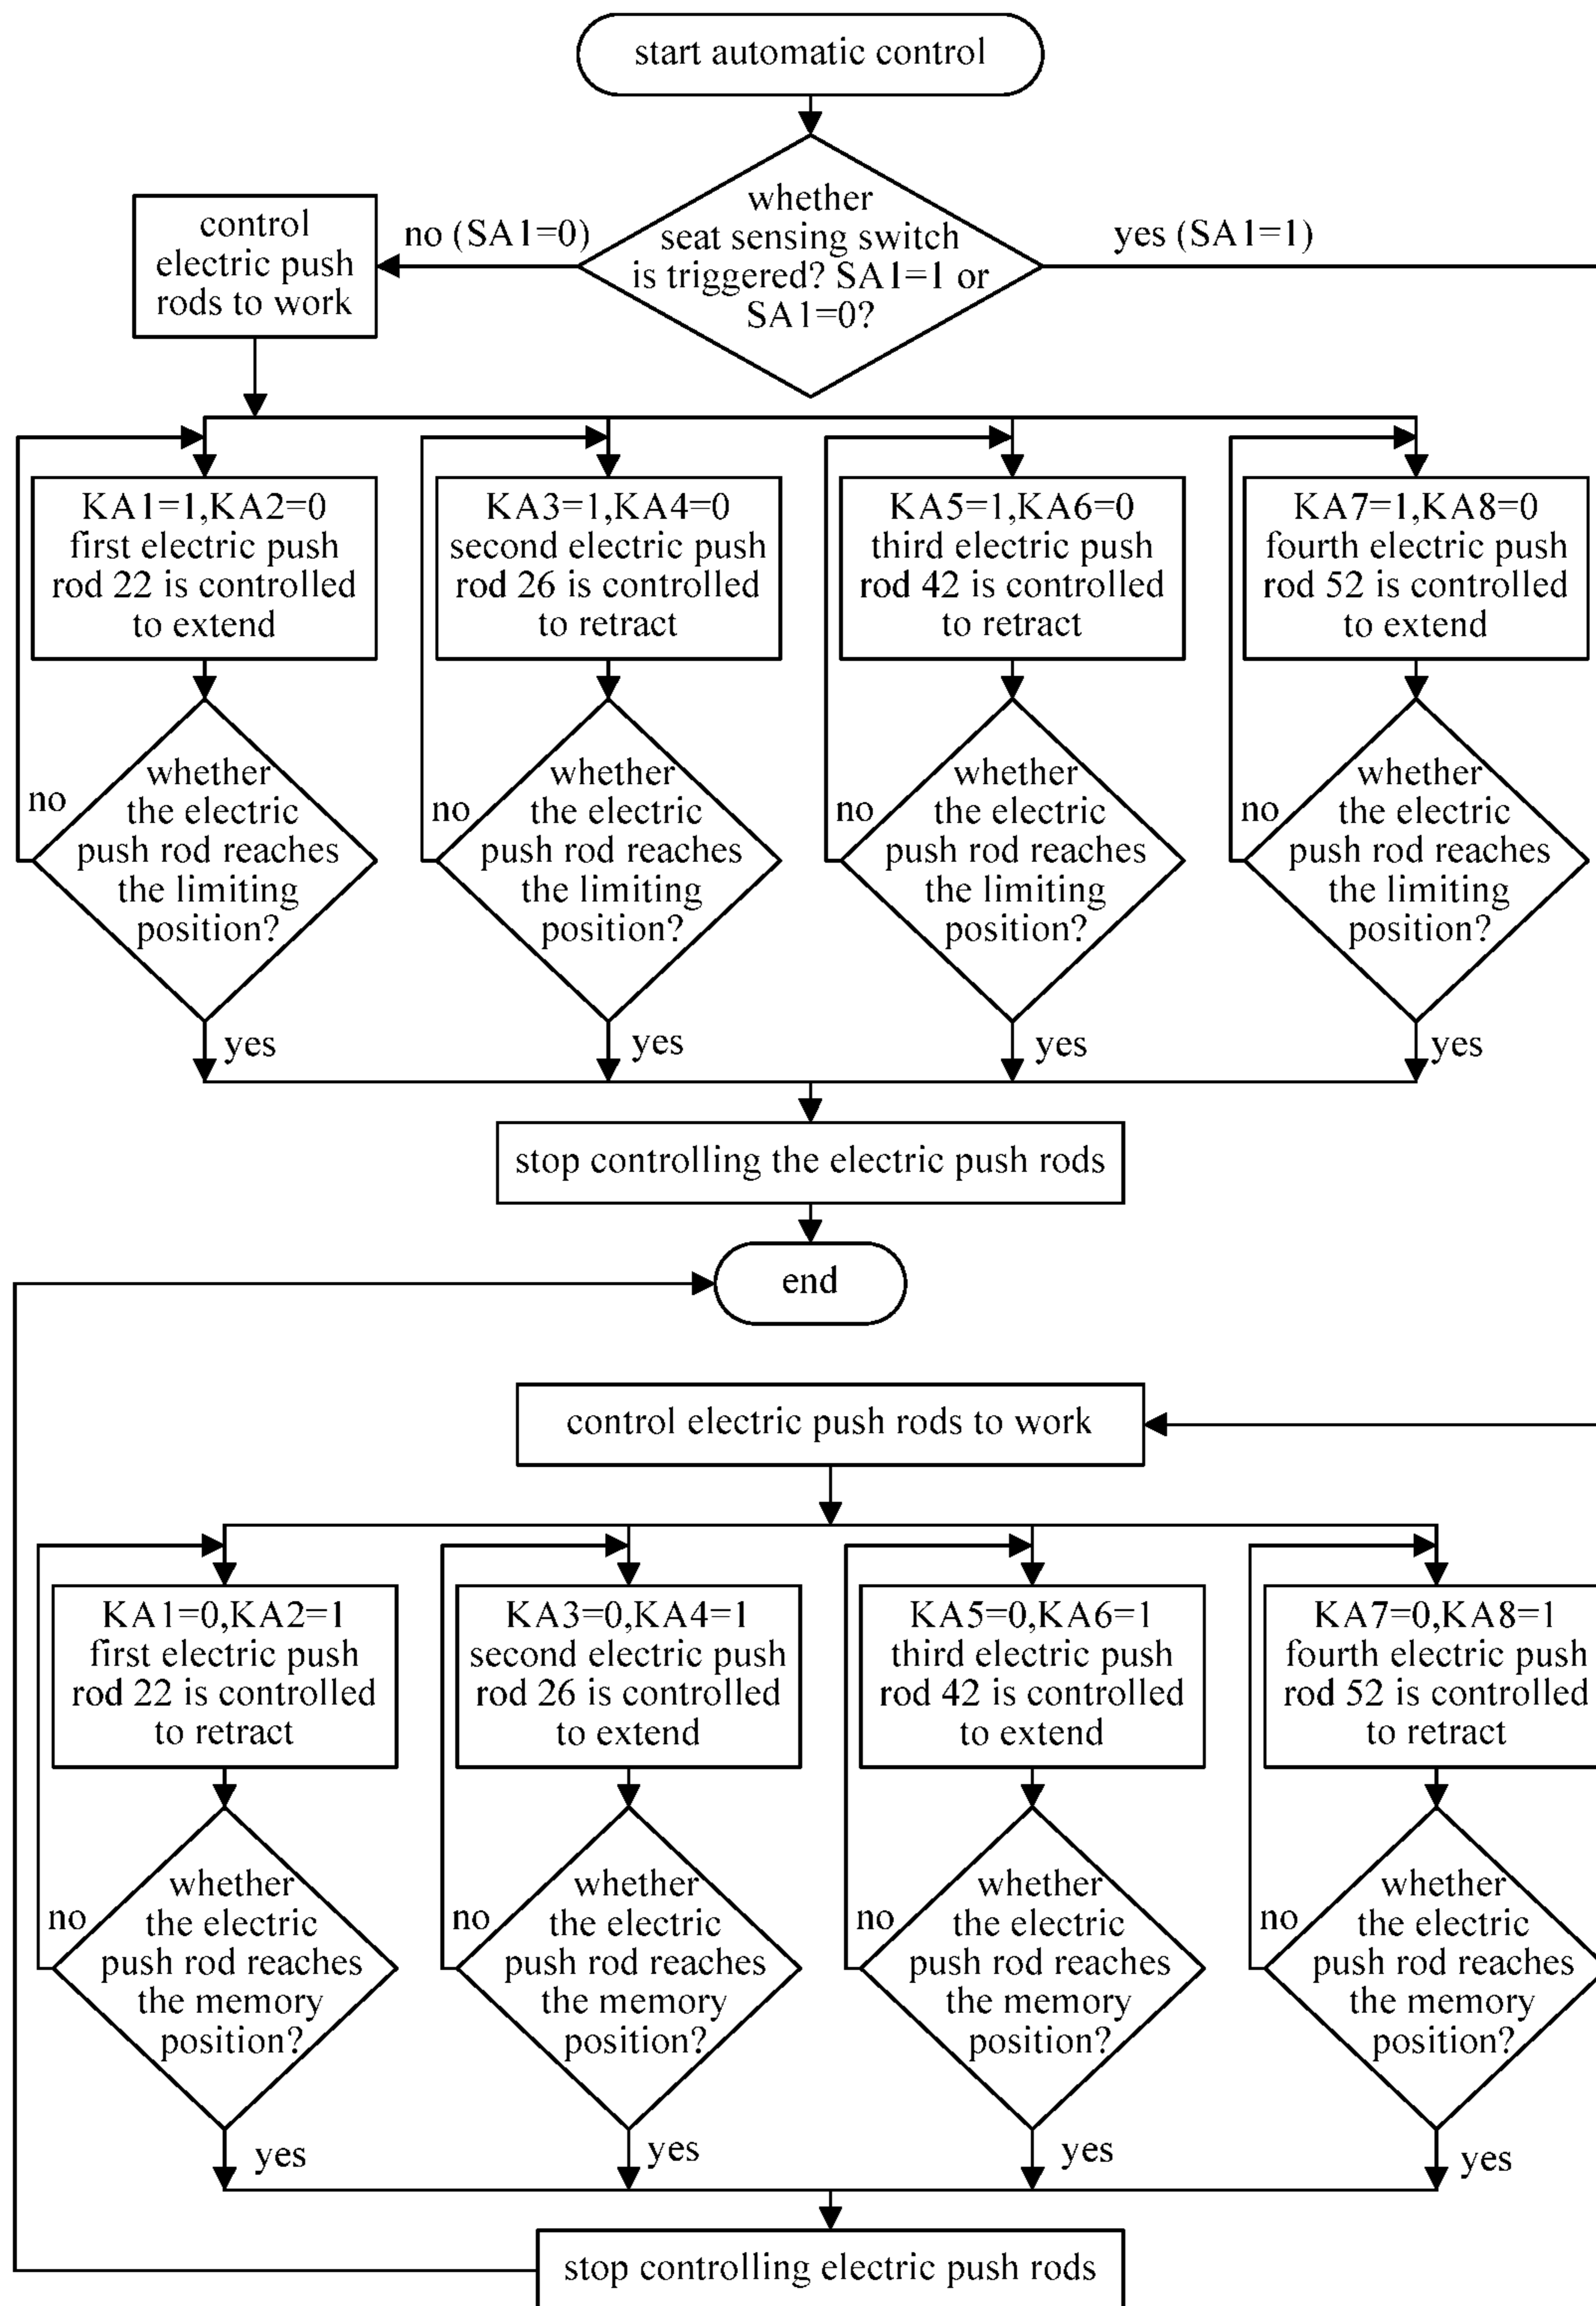 start automatic control
whether
seat sensing switch
is triggered? SA1=1 or
SA1=0?
no (SA1=0)
yes (SA1=1)
control
electric push
rods to work
KA1=1,KA2=0
first electric push
rod 22 is controlled
to extend
KA3=1,KA4=0
second electric push
rod 26 is controlled
to retract
KA5=1,KA6=0
third electric push
rod 42 is controlled
to retract
KA7=1,KA8=0
fourth electric push
rod 52 is controlled
to extend
no
whether
the electric
push rod reaches
the limiting
position?
no
whether
the electric
push rod reaches
the limiting
position?
no
whether
the electric
push rod reaches
the limiting
position?
no
whether
the electric
push rod reaches
the limiting
position?
yes
yes
yes
yes
stop controlling the electric push rods
end
control electric push rods to work
KA1=0,KA2=1
first electric push
rod 22 is controlled
to retract
KA3=0,KA4=1
second electric push
rod 26 is controlled
to extend
KA5=0,KA6=1
third electric push
rod 42 is controlled
to extend
KA7=0,KA8=1
fourth electric push
rod 52 is controlled
to retract
no
whether
the electric
push rod reaches
the memory
position?
no
whether
the electric
push rod reaches
the memory
position?
no
whether
the electric
push rod reaches
the memory
position?
no
whether
the electric
push rod reaches
the memory
position?
yes
yes
yes
yes
stop controlling electric push rods